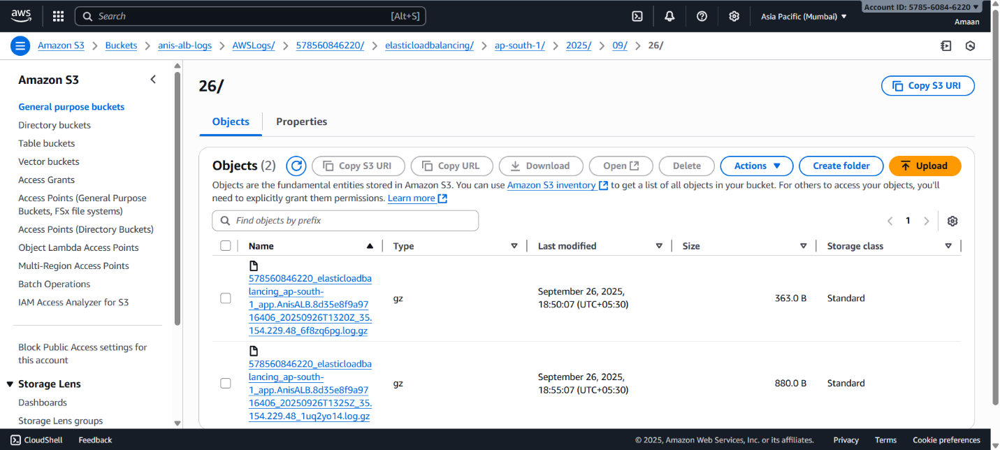 aws
Search [Alt+S]
Asia Pacific (Mumbai) ▼
Account ID: 5785-6084-6220 ▼
Amaan
Amazon S3 > Buckets > anis-alb-logs > AWSLogs/ > 578560846220/ > elasticloadbalancing/ > ap-south-1/ > 2025/ > 09/ > 26/
Amazon S3
General purpose buckets
Directory buckets
Table buckets
Vector buckets
Access Grants
Access Points (General Purpose
Buckets, FSx file systems)
Access Points (Directory Buckets)
Object Lambda Access Points
Multi-Region Access Points
Batch Operations
IAM Access Analyzer for S3
Block Public Access settings for
this account
Storage Lens
Dashboards
Storage Lens groups
26/
Copy S3 URI
Objects
Properties
Objects (2)
Copy S3 URI
Copy URL
Download
Open
Delete
Actions
Create folder
Upload
Objects are the fundamental entities stored in Amazon S3. You can use Amazon S3 inventory to get a list of all objects in your bucket. For others to access your objects, you'll
need to explicitly grant them permissions. Learn more
Find objects by prefix
1
Name Type Last modified Size Storage class
578560846220_elasticloadba
lancing_ap-south-
1_app.AnisALB.8d35e8f9a97
16406_20250926T1320Z_35.
154.229.48_6f8zq6pg.log.gz
gz
September 26, 2025,
18:50:07 (UTC+05:30)
363.0 B
Standard
578560846220_elasticloadba
lancing_ap-south-
1_app.AnisALB.8d35e8f9a97
16406_20250926T1325Z_35.
154.229.48_1uq2yo14.log.gz
gz
September 26, 2025,
18:55:07 (UTC+05:30)
880.0 B
Standard
CloudShell Feedback © 2025, Amazon Web Services, Inc. or its affiliates. Privacy Terms Cookie preferences